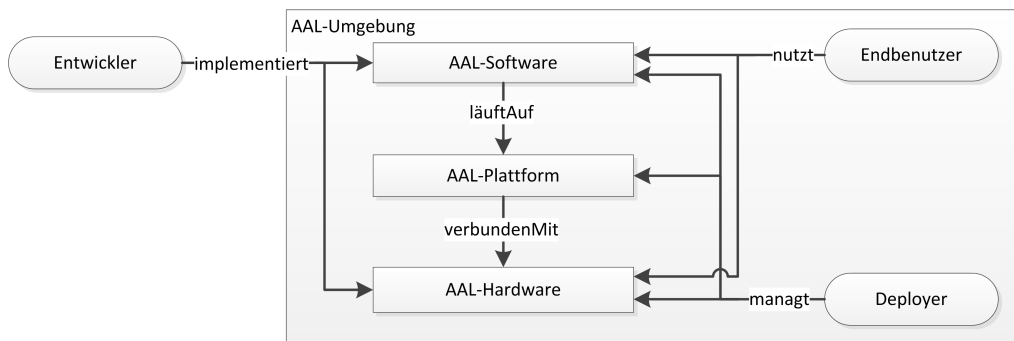 AAL-Umgebung
Entwickler
implementiert
AAL-Software
nutzt
Endbenutzer
läuftAuf
AAL-Plattform
verbundenMit
AAL-Hardware
managt
Deployer